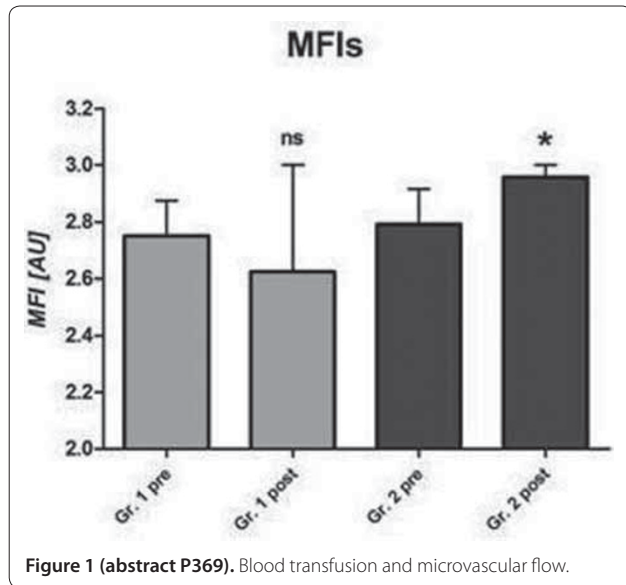 MFIs
3.2
3.0
2.8
2.6
2.4
2.2
2.0
MFI [AU]
ns
*
Gr. 1 pre
Gr. 1 post
Gr. 2 pre
Gr. 2 post
Figure 1 (abstract P369). Blood transfusion and microvascular flow.